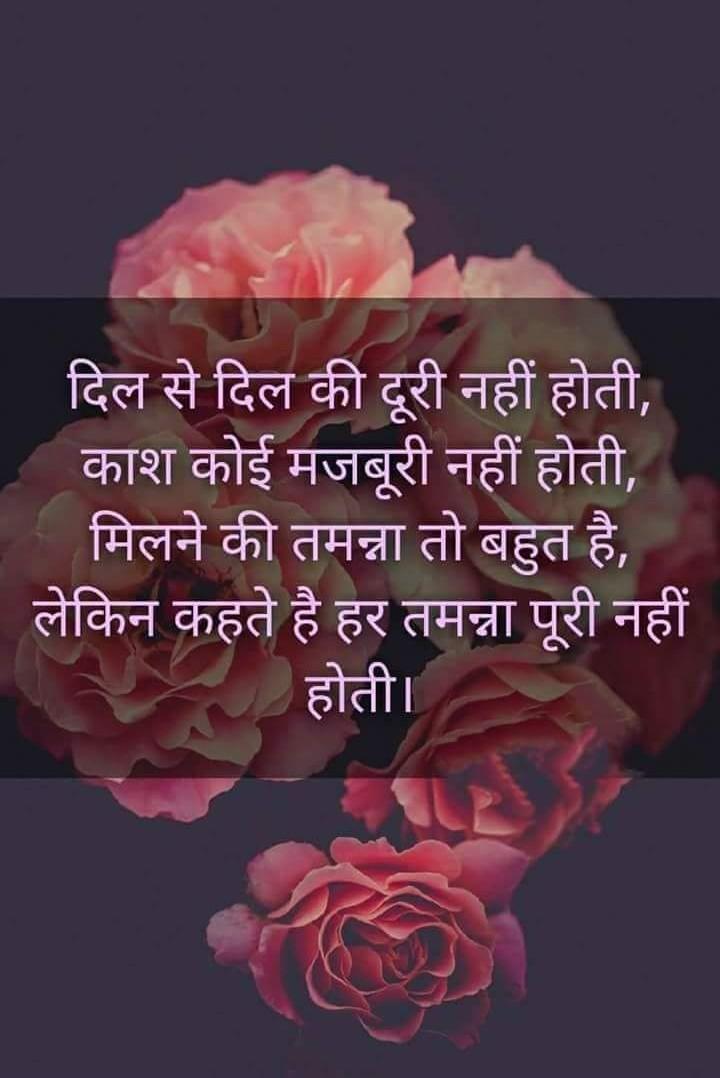 दिल से दिल की दूरी नहीं होती,
काश कोई मजबूरी नहीं होती,
मिलने की तमन्ना तो बहुत है,
लेकिन कहते है हर तमन्ना पूरी नहीं
होती।